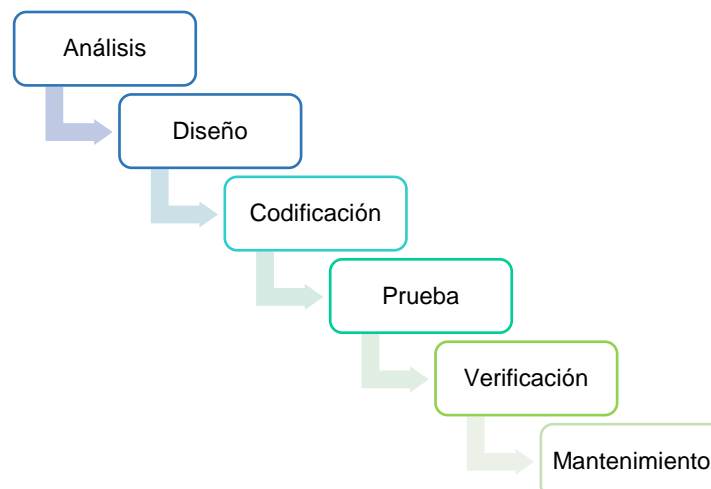 Análisis
Diseño
Codificación
Prueba
Verificación
Mantenimiento